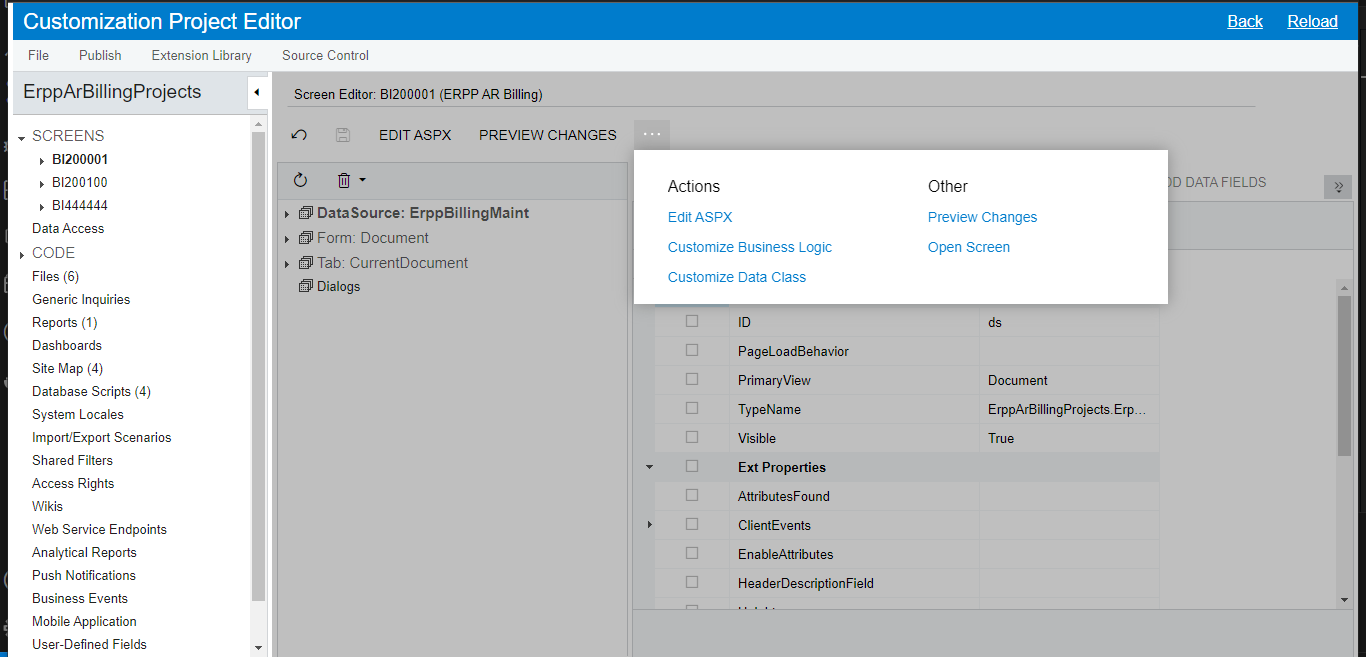 Customization Project Editor
Back Reload
File Publish Extension Library Source Control
ErppArBillingProjects
SCREENS
BI200001
BI200100
BI444444
Data Access
CODE
Files (6)
Generic Inquiries
Reports (1)
Dashboards
Site Map (4)
Database Scripts (4)
System Locales
Import/Export Scenarios
Shared Filters
Access Rights
Wikis
Web Service Endpoints
Analytical Reports
Push Notifications
Business Events
Mobile Application
User-Defined Fields
Screen Editor: BI200001 (ERPP AR Billing)
EDIT ASPX PREVIEW CHANGES ...
DataSource: ErppBillingMaint
Form: Document
Tab: CurrentDocument
Dialogs
Actions
Edit ASPX
Customize Business Logic
Customize Data Class
Other
Preview Changes
Open Screen
DATA FIELDS
ID ds
PageLoadBehavior
PrimaryView Document
TypeName ErppArBillingProjects.Erp...
Visible True
Ext Properties
AttributesFound
ClientEvents
EnableAttributes
HeaderDescriptionField